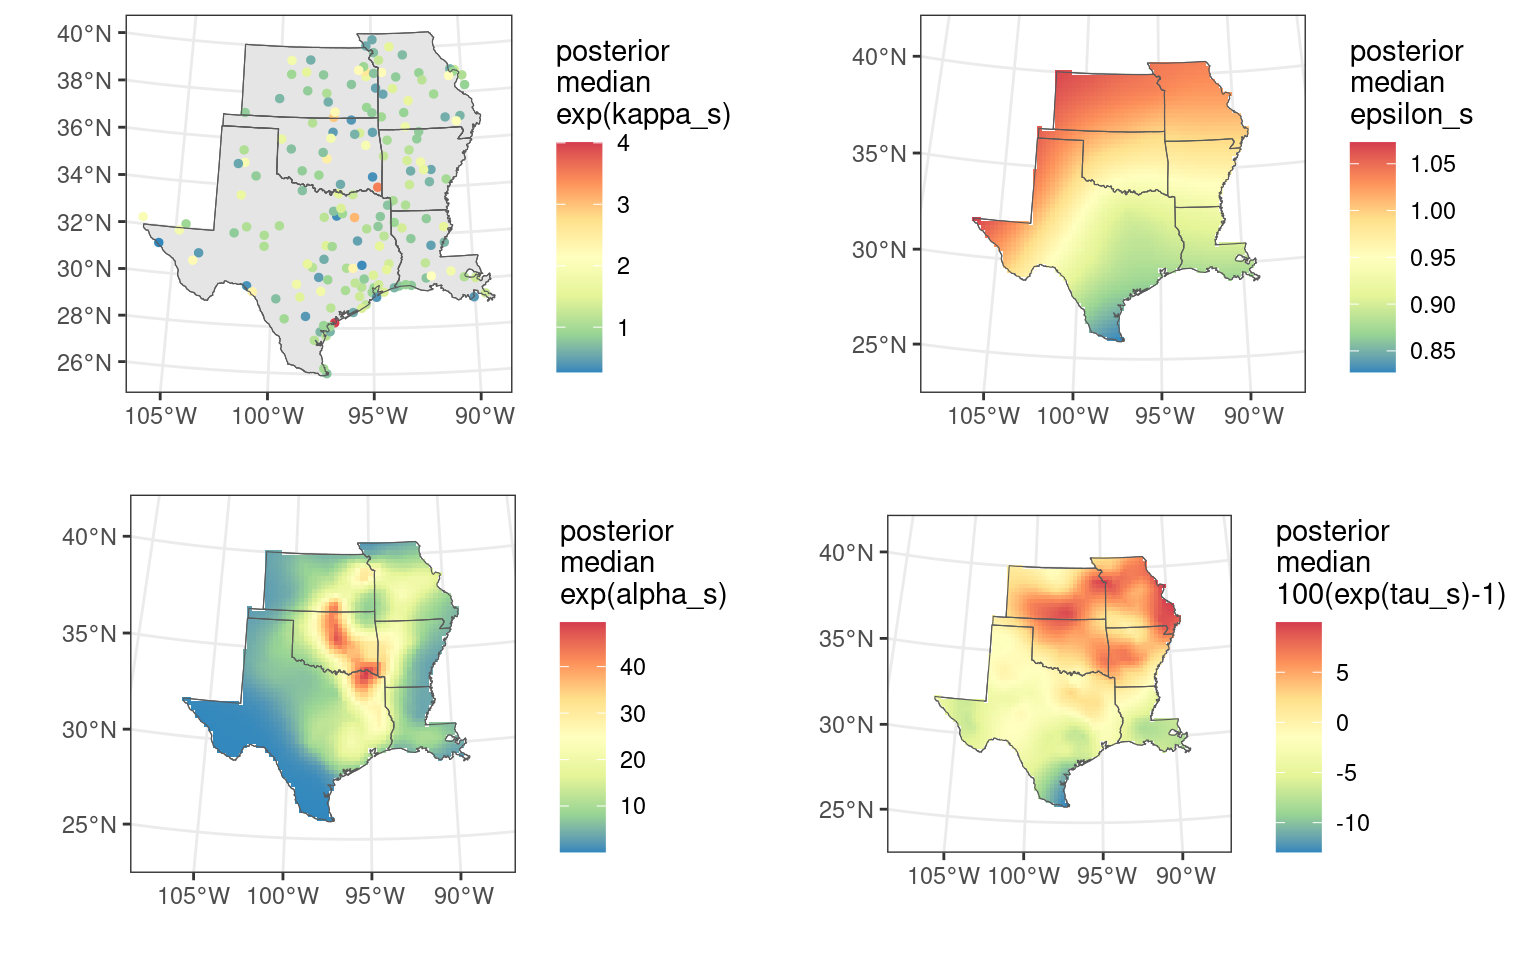 posterior
median
exp(kappa_s)
40°N
38°N
36°N
34°N
32°N
30°N
28°N
26°N
105°W 100°W 95°W 90°W
4
3
2
1
posterior
median
epsilon_s
40°N
35°N
30°N
25°N
105°W 100°W 95°W 90°W
1.05
1.00
0.95
0.90
0.85
posterior
median
exp(alpha_s)
40°N
35°N
30°N
25°N
105°W 100°W 95°W 90°W
40
30
20
10
posterior
median
100(exp(tau_s)-1)
40°N
35°N
30°N
25°N
105°W 100°W 95°W 90°W
5
0
-5
-10